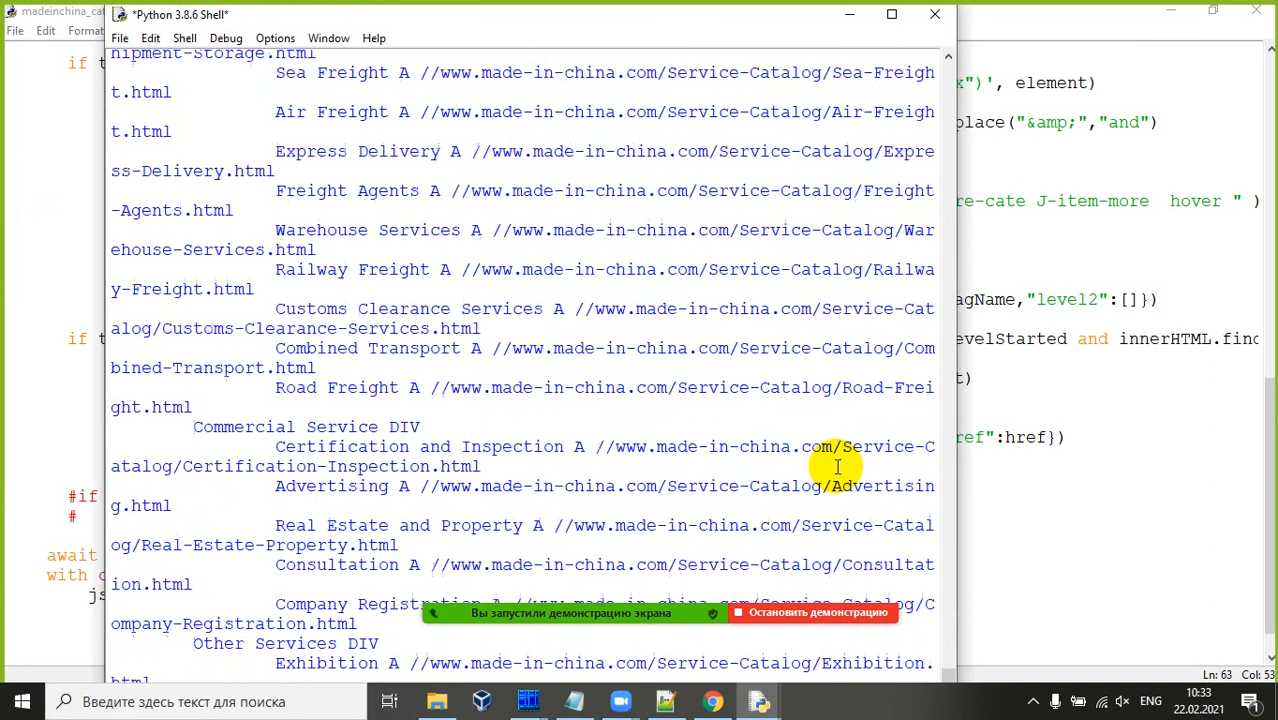 madeinchina_cat
*Python 3.8.6 Shell*
File Edit Format
File Edit Shell Debug Options Window Help
nipment-Storage.html
if t
Sea Freight A //www.made-in-china.com/Service-Catalog/Sea-Freigh
x")', element)
t.html
Air Freight A //www.made-in-china.com/Service-Catalog/Air-Freigh
place("&amp;","and")
t.html
Express Delivery A //www.made-in-china.com/Service-Catalog/Expre
ss-Delivery.html
Freight Agents A //www.made-in-china.com/Service-Catalog/Freight
re-cate J-item-more  hover " )
-Agents.html
Warehouse Services A //www.made-in-china.com/Service-Catalog/War
ehouse-Services.html
Railway Freight A //www.made-in-china.com/Service-Catalog/Railwa
y-Freight.html
agName,"level2":[]})
Customs Clearance Services A //www.made-in-china.com/Service-Cat
alog/Customs-Clearance-Services.html
if t
evelStarted and innerHTML.find
Combined Transport A //www.made-in-china.com/Service-Catalog/Com
bined-Transport.html
t)
Road Freight A //www.made-in-china.com/Service-Catalog/Road-Frei
ght.html
Commercial Service DIV
ref":href})
Certification and Inspection A //www.made-in-china.com/Service-C
atalog/Certification-Inspection.html
Advertising A //www.made-in-china.com/Service-Catalog/Advertisin
#if
g.html
#
Real Estate and Property A //www.made-in-china.com/Service-Catal
og/Real-Estate-Property.html
await
Consultation A //www.made-in-china.com/Service-Catalog/Consultat
with o
ion.html
js
Company Registration A //www.made-in-china.com/Service-Catalog/C
Вы запустили демонстрацию экрана
Остановить демонстрацию
ompany-Registration.html
Other Services DIV
Exhibition A //www.made-in-china.com/Service-Catalog/Exhibition.
html
Ln: 63 Col: 53
Введите здесь текст для поиска
ENG
10:33
22.02.2021
1